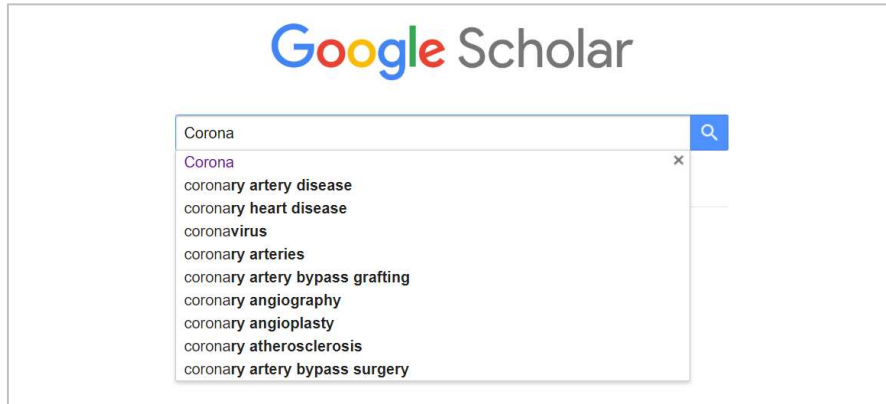 Google Scholar
Corona
Corona
coronary artery disease
coronary heart disease
coronavirus
coronary arteries
coronary artery bypass grafting
coronary angiography
coronary angioplasty
coronary atherosclerosis
coronary artery bypass surgery